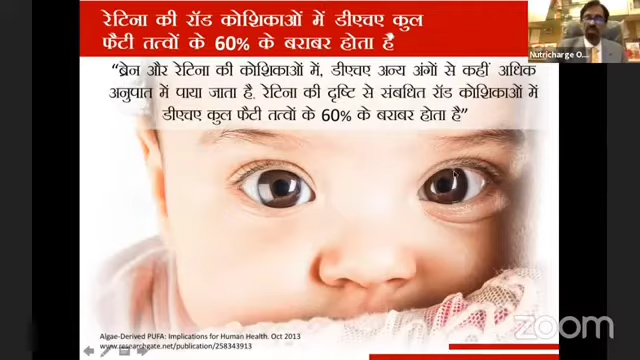 रेटिना की रॉड कोशिकाओं में डीएचए कुल
फैटी तत्वों के 60% के बराबर होता है
Nutricharge O...
“ब्रेन और रेटिना की कोशिकाओं में, डीएचए अन्य अंगों से कहीं अधिक
अनुपात में पाया जाता है. रेटिना की दृष्टि से संबधित रॉड कोशिकाओं में
डीएचए कुल फैटी तत्वों के 60% के बराबर होता है”
Algae-Derived PUFA: Implications for Human Health. Oct 2013
www.researchgate.net/publication/258343913
zoom